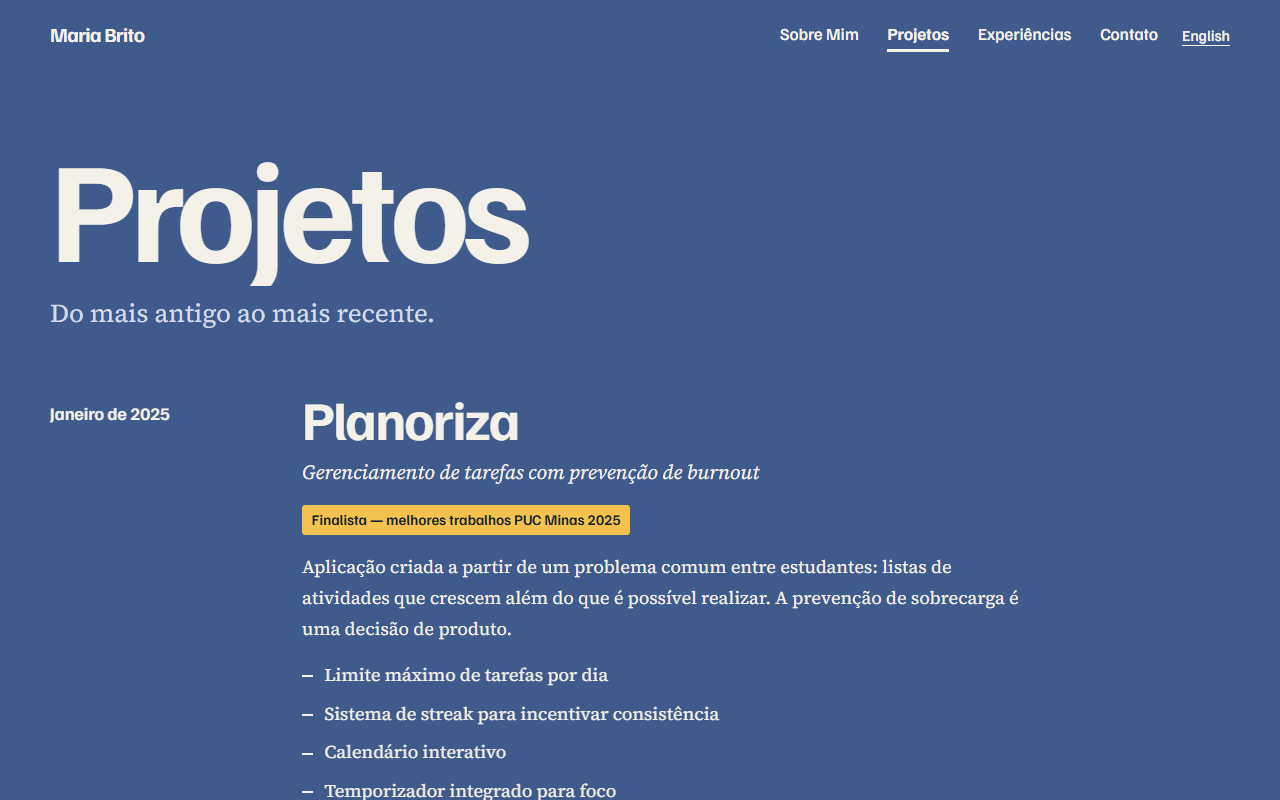 Maria Brito
Sobre Mim Projetos Experiências Contato English
Projetos
Do mais antigo ao mais recente.
Janeiro de 2025
Planoriza
Gerenciamento de tarefas com prevenção de burnout
Finalista — melhores trabalhos PUC Minas 2025
Aplicação criada a partir de um problema comum entre estudantes: listas de
atividades que crescem além do que é possível realizar. A prevenção de sobrecarga é
uma decisão de produto.
– Limite máximo de tarefas por dia
– Sistema de streak para incentivar consistência
– Calendário interativo
– Temporizador integrado para foco